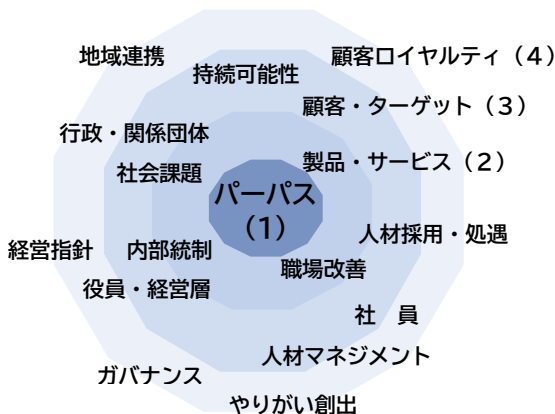 地域連携
顧客ロイヤルティ（４）
持続可能性
顧客・ターゲット（３）
行政・関係団体
製品・サービス（２）
社会課題
パーパス
（１）
人材採用・処遇
経営指針
内部統制
職場改善
役員・経営層
社　員
人材マネジメント
ガバナンス
やりがい創出